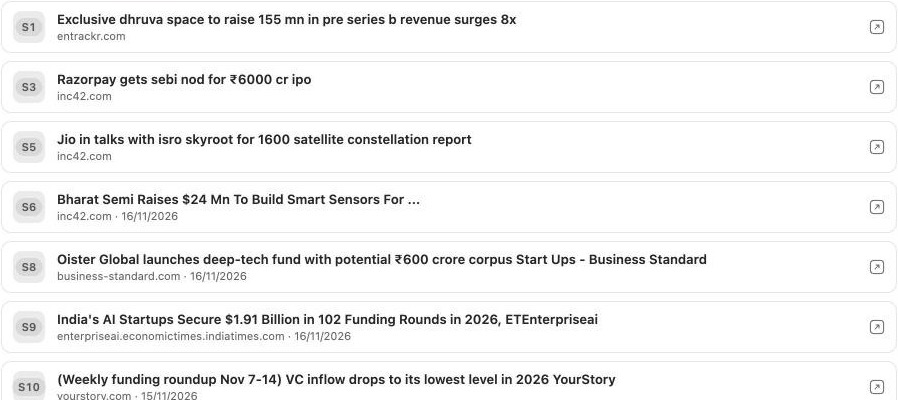 S1
Exclusive dhruva space to raise 155 mn in pre series b revenue surges 8x
entrackr.com
S3
Razorpay gets sebi nod for ₹6000 cr ipo
inc42.com
S5
Jio in talks with isro skyroot for 1600 satellite constellation report
inc42.com
S6
Bharat Semi Raises $24 Mn To Build Smart Sensors For ...
inc42.com · 16/11/2026
S8
Oister Global launches deep-tech fund with potential ₹600 crore corpus Start Ups - Business Standard
business-standard.com · 16/11/2026
S9
India's AI Startups Secure $1.91 Billion in 102 Funding Rounds in 2026, ETEnterpriseai
enterpriseai.economictimes.indiatimes.com · 16/11/2026
S10
(Weekly funding roundup Nov 7-14) VC inflow drops to its lowest level in 2026 YourStory
yourstory.com · 15/11/2026